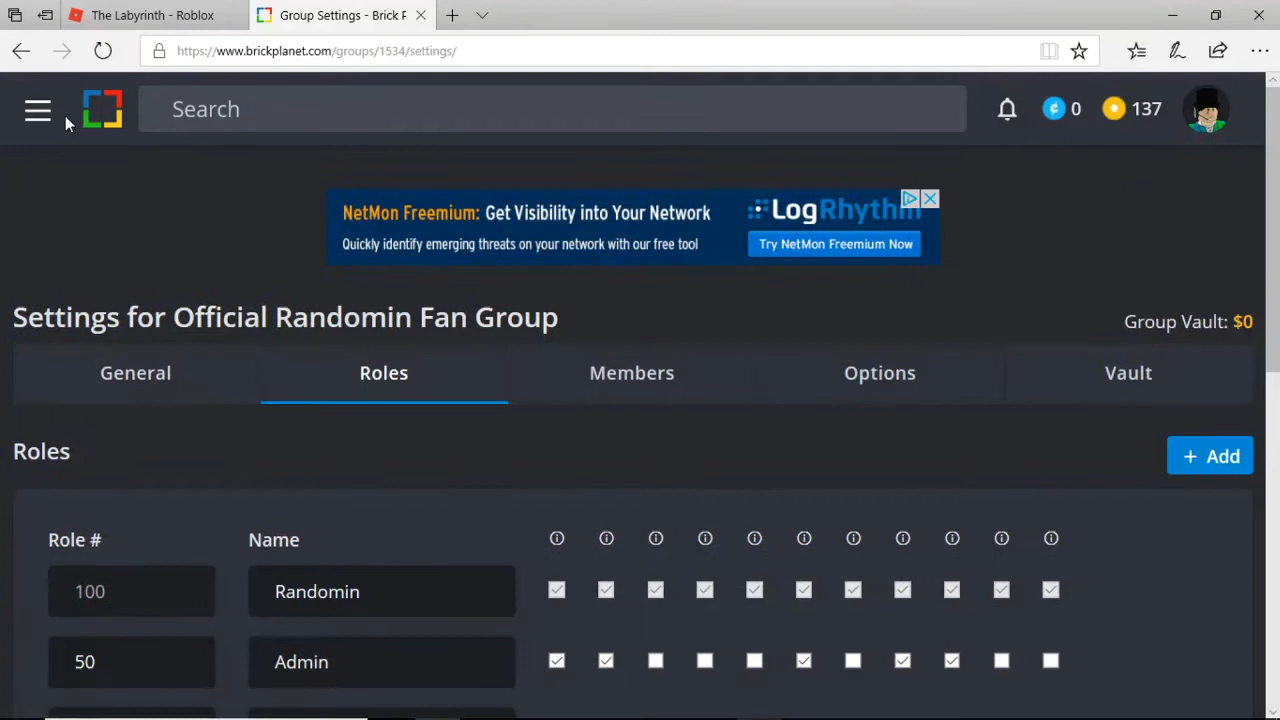 The Labyrinth - Roblox
Group Settings - Brick P
https://www.brickplanet.com/groups/1534/settings/
Search
0
137
NetMon Freemium: Get Visibility into Your Network
Quickly identify emerging threats on your network with our free tool
LogRhythm
Try NetMon Freemium Now
Settings for Official Randomin Fan Group
Group Vault: $0
General
Roles
Members
Options
Vault
Roles
+ Add
Role #
Name
100
Randomin
50
Admin